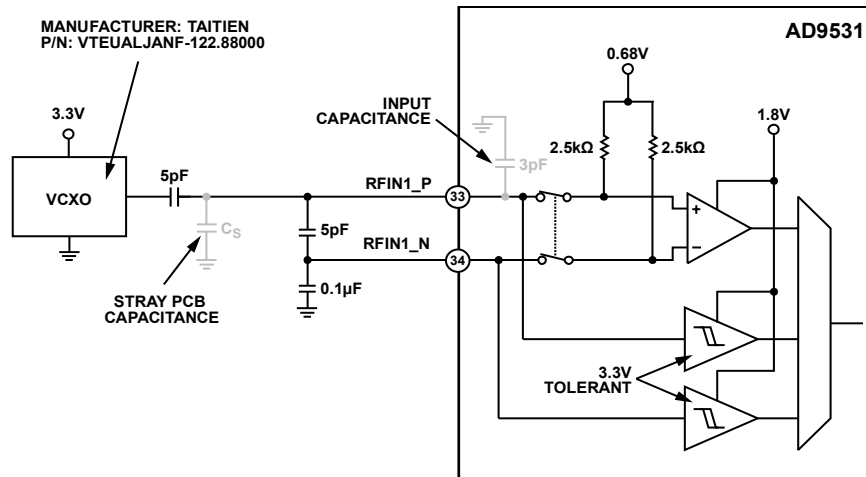 MANUFACTURER: TAITIEN
P/N: VTEUALJANF-122.88000
AD9531
0.68V
3.3V
INPUT
CAPACITANCE
1.8V
2.5kΩ
2.5kΩ
3pF
VCXO
5pF
RFIN1_P
33
+
CS
5pF
RFIN1_N
34
–
STRAY PCB
CAPACITANCE
0.1µF
3.3V
TOLERANT